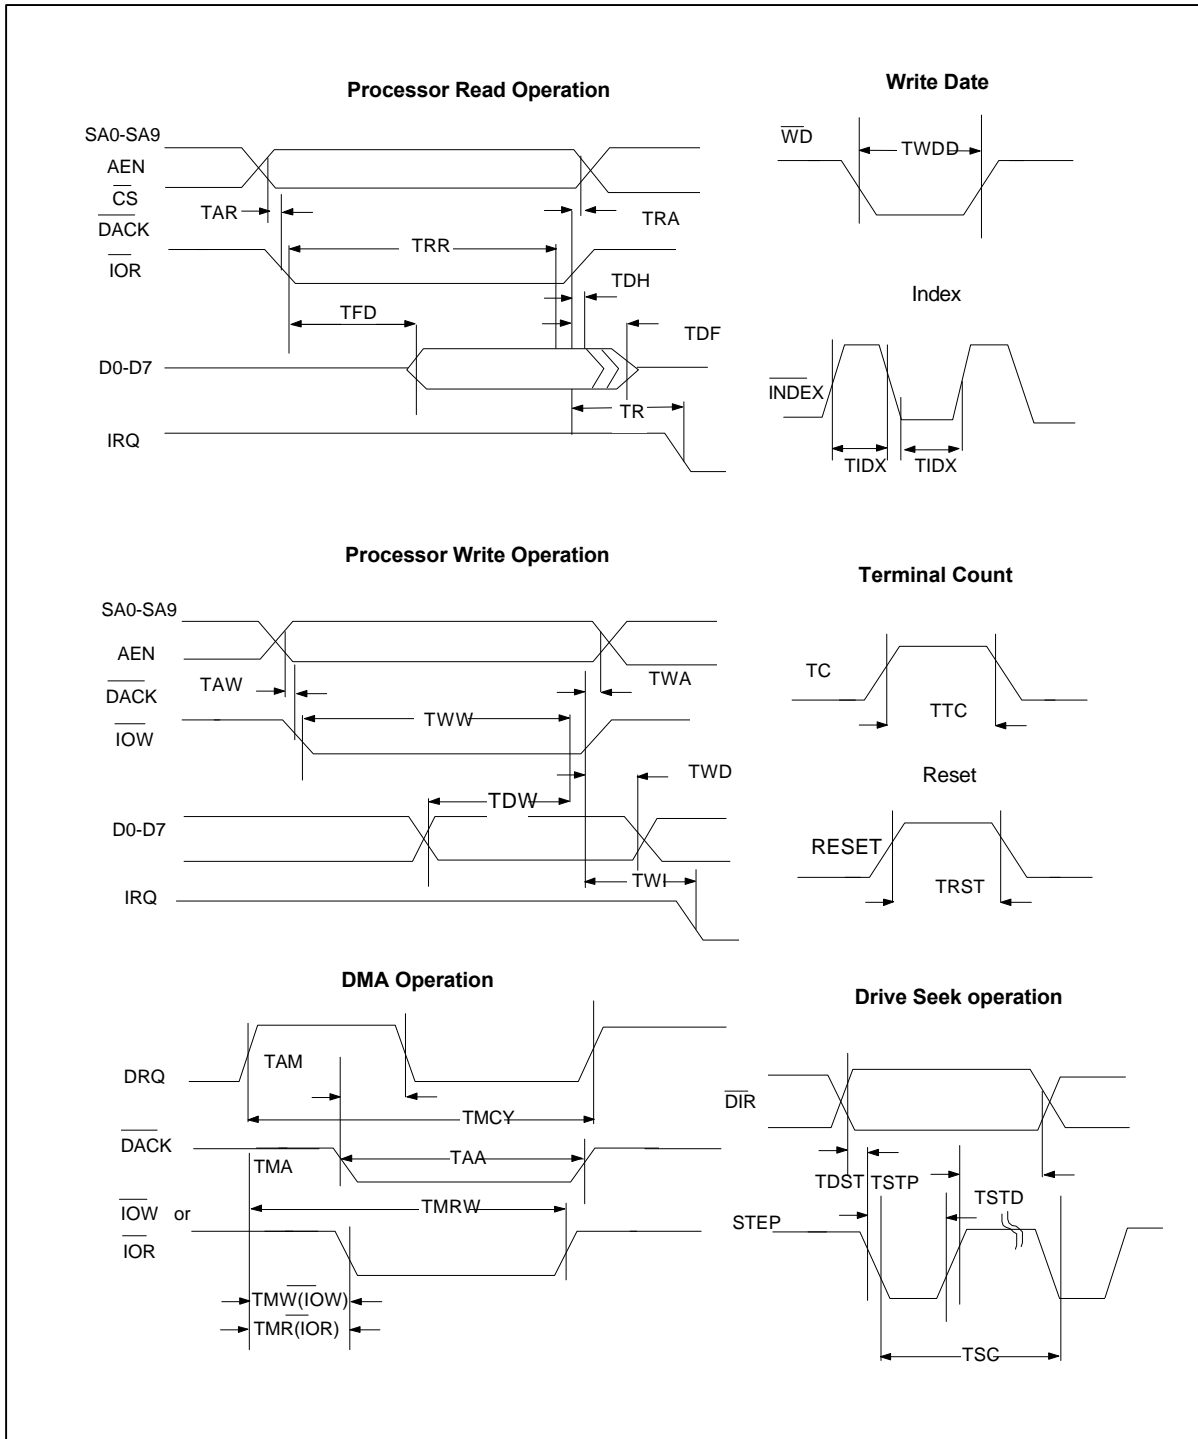 Processor Read Operation
SA0-SA9
AEN
CS
DACK
IOR
TAR
TRA
TRR
TDH
TFD
TDF
D0-D7
TR
IRQ
Write Date
WD
TWDD
Index
INDEX
TIDX
TIDX
Processor Write Operation
SA0-SA9
AEN
DACK
IOW
TAW
TWA
TWW
TWD
TDW
D0-D7
TWI
IRQ
Terminal Count
TC
TTC
Reset
RESET
TRST
DMA Operation
DRQ
TAM
TMCY
DACK
TMA
TAA
IOW or
IOR
TMRW
TMW(IOW)
TMR(IOR)
Drive Seek operation
DIR
TDST
TSTP
TSTD
STEP
TSC